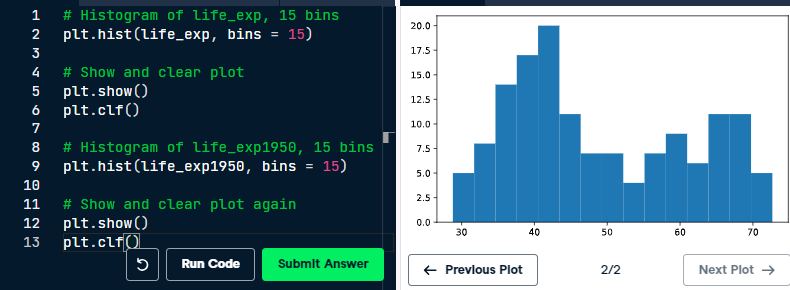 1 # Histogram of life_exp, 15 bins
2 plt.hist(life_exp, bins = 15)
3
4 # Show and clear plot
5 plt.show()
6 plt.clf()
7
8 # Histogram of life_exp1950, 15 bins
9 plt.hist(life_exp1950, bins = 15)
10
11 # Show and clear plot again
12 plt.show()
13 plt.clf()
Run Code
Submit Answer
20.0
17.5
15.0
12.5
10.0
7.5
5.0
2.5
0.0
30 40 50 60 70
← Previous Plot
2/2
Next Plot →